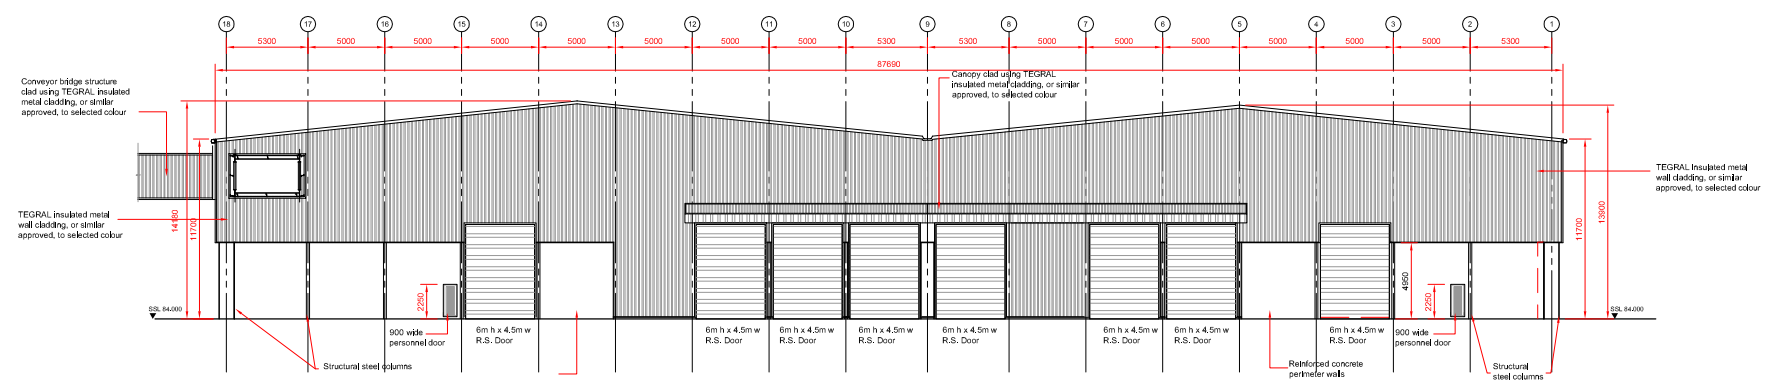 18 17 16 15 14 13 12 11 10 9 8 7 6 5 4 3 2 1
5300 5000 5000 5000 5000 5000 5000 5000 5300 5300 5000 5000 5000 5000 5000 5000 5300
87690
Conveyor bridge structure
clad using TEGRAL insulated
metal cladding, or similar
approved, to selected colour
Canopy clad using TEGRAL
insulated metal cladding, or similar
approved, to selected colour
TEGRAL Insulated metal
wall cladding, or similar
approved, to selected colour
TEGRAL insulated metal
wall cladding, or similar
approved, to selected colour
14180
11700
2250
4950
2250
11700
13900
SSL 84.000
SSL 84.000
900 wide
personnel door
6m h x 4.5m w
R.S. Door
6m h x 4.5m w
R.S. Door
6m h x 4.5m w
R.S. Door
6m h x 4.5m w
R.S. Door
6m h x 4.5m w
R.S. Door
6m h x 4.5m w
R.S. Door
6m h x 4.5m w
R.S. Door
6m h x 4.5m w
R.S. Door
900 wide
personnel door
Structural steel columns
Reinforced concrete
perimeter walls
Structural
steel columns